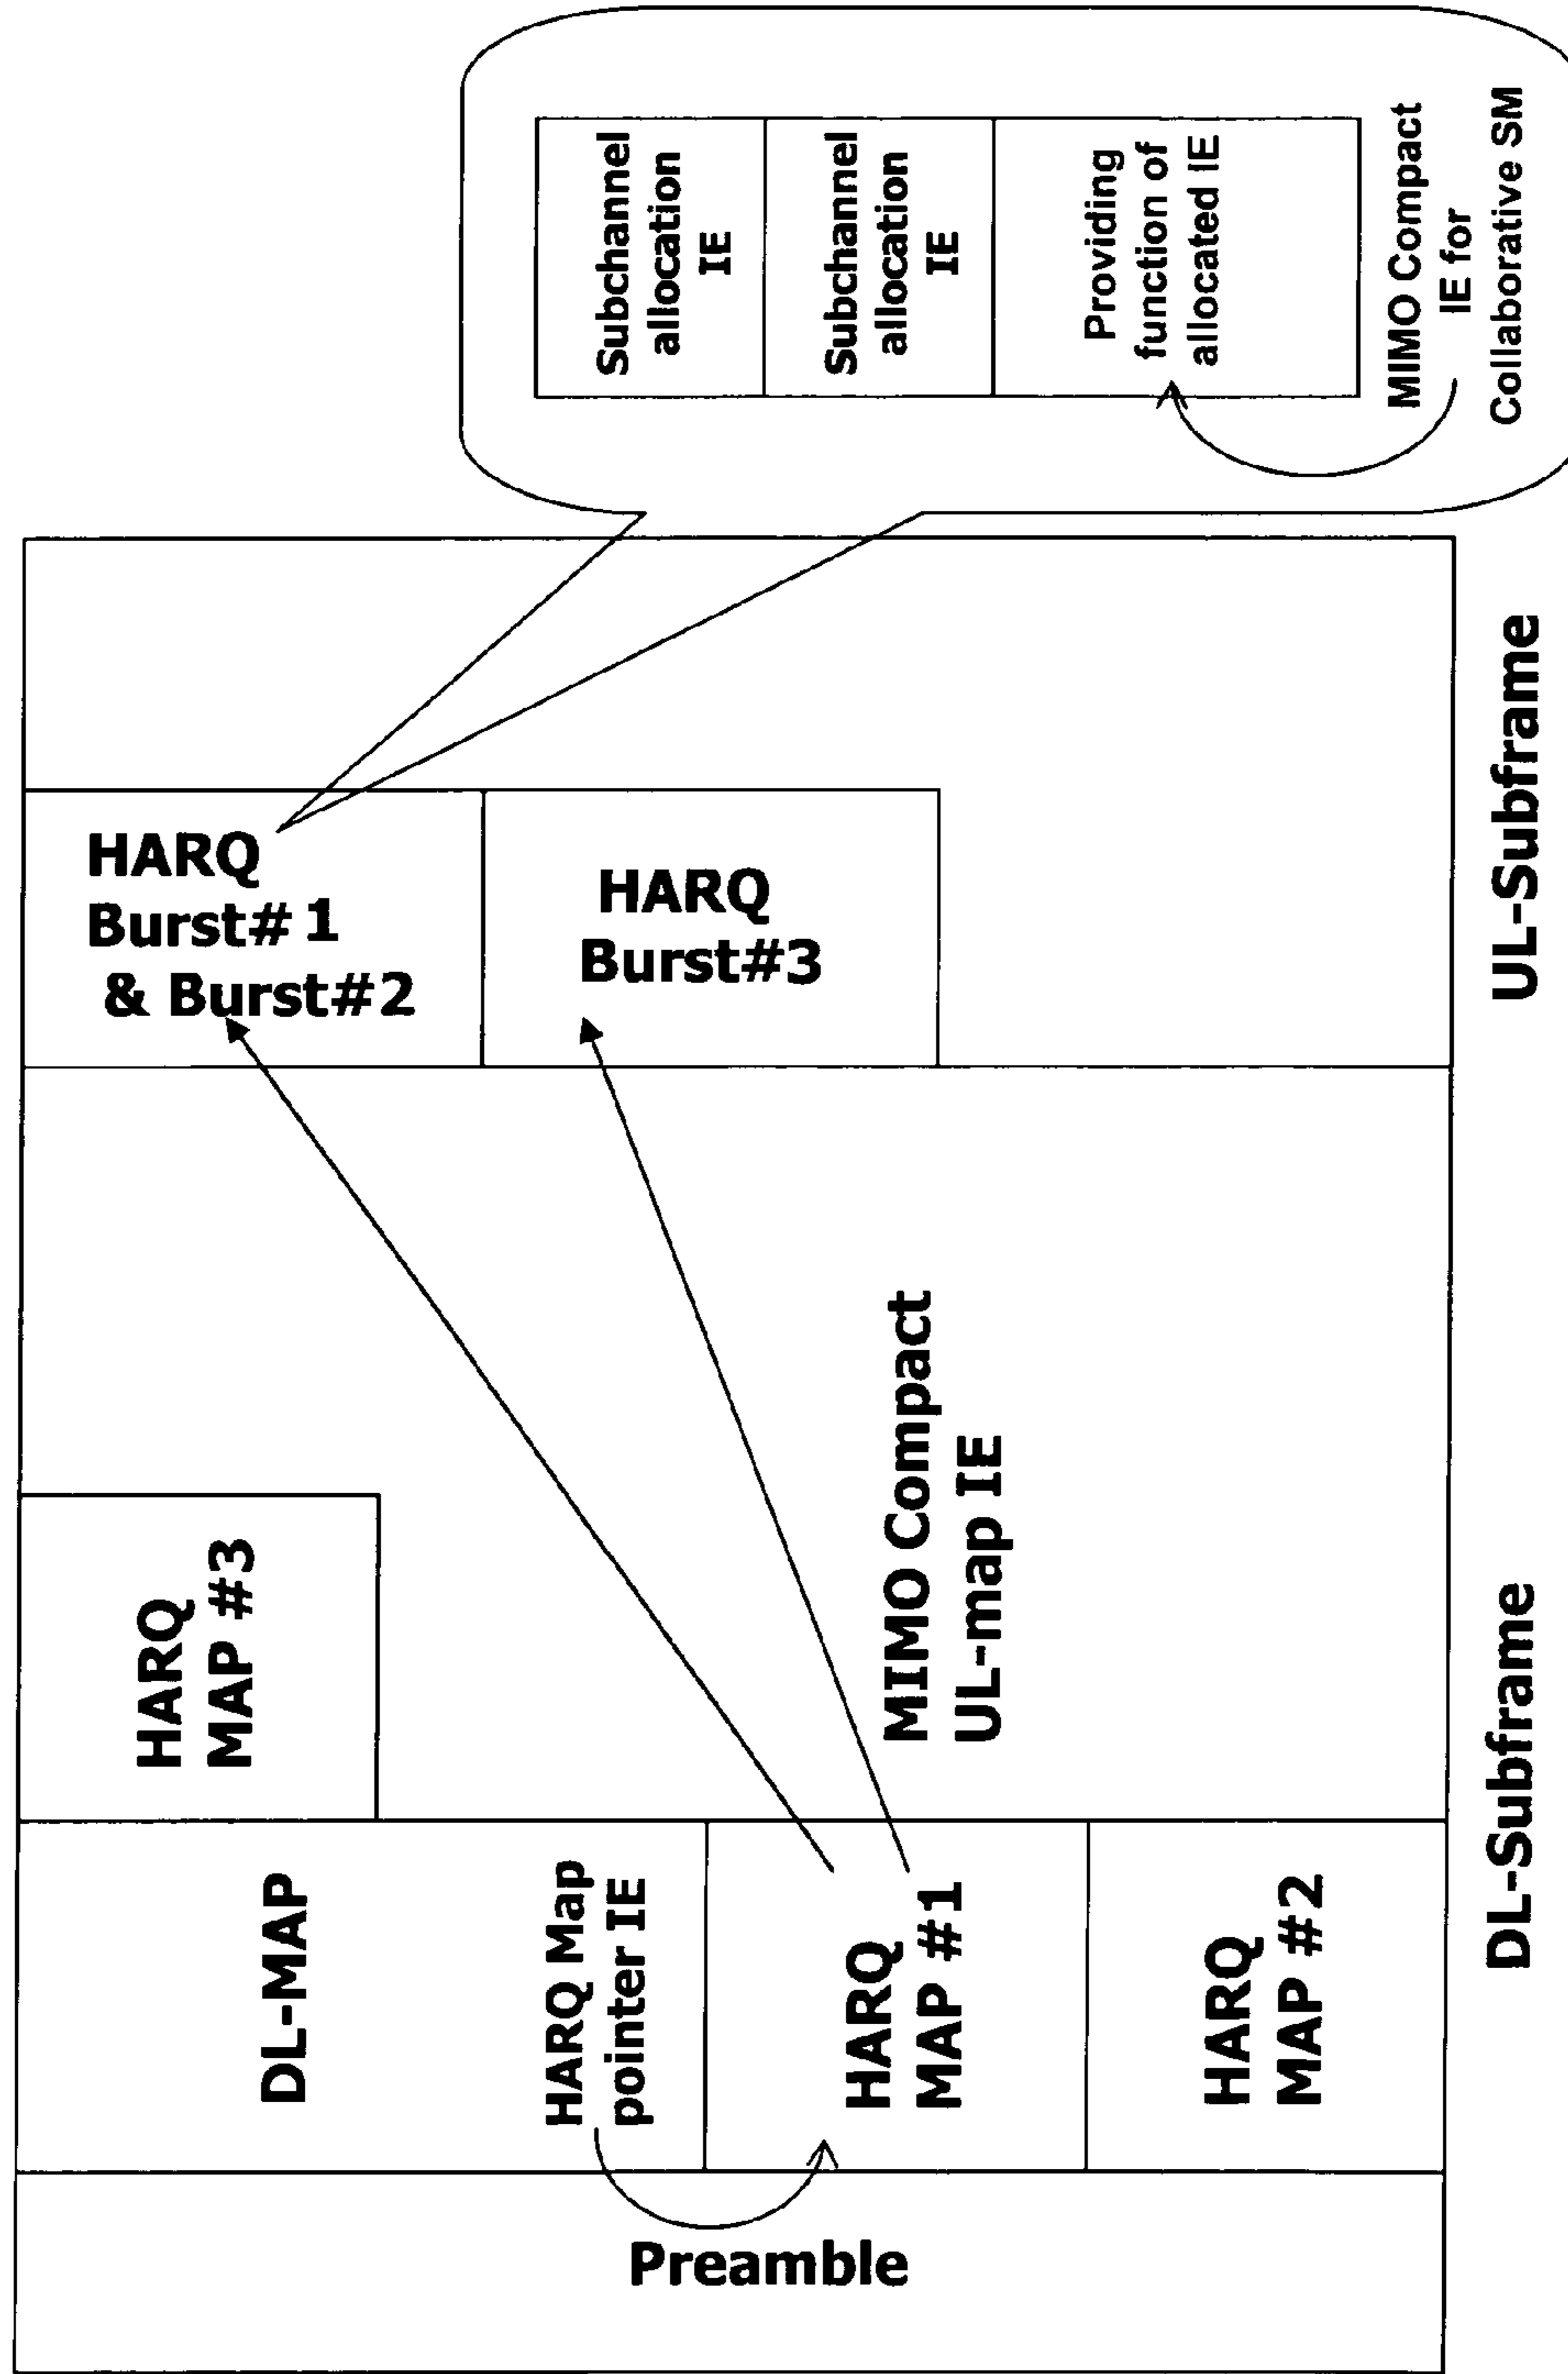 Preamble
DL-MAP
HARQ Map
pointer IE
HARQ
MAP #1
HARQ
MAP #2
HARQ
MAP #3
MIMO Compact
UL-map IE
DL-Subframe
HARQ
Burst# 1
& Burst#2
HARQ
Burst#3
UL-Subframe
Subchannel
allocation
IE
Subchannel
allocation
IE
Providing
function of
allocated IE
MIMO Compact
IE for
Collaborative SM